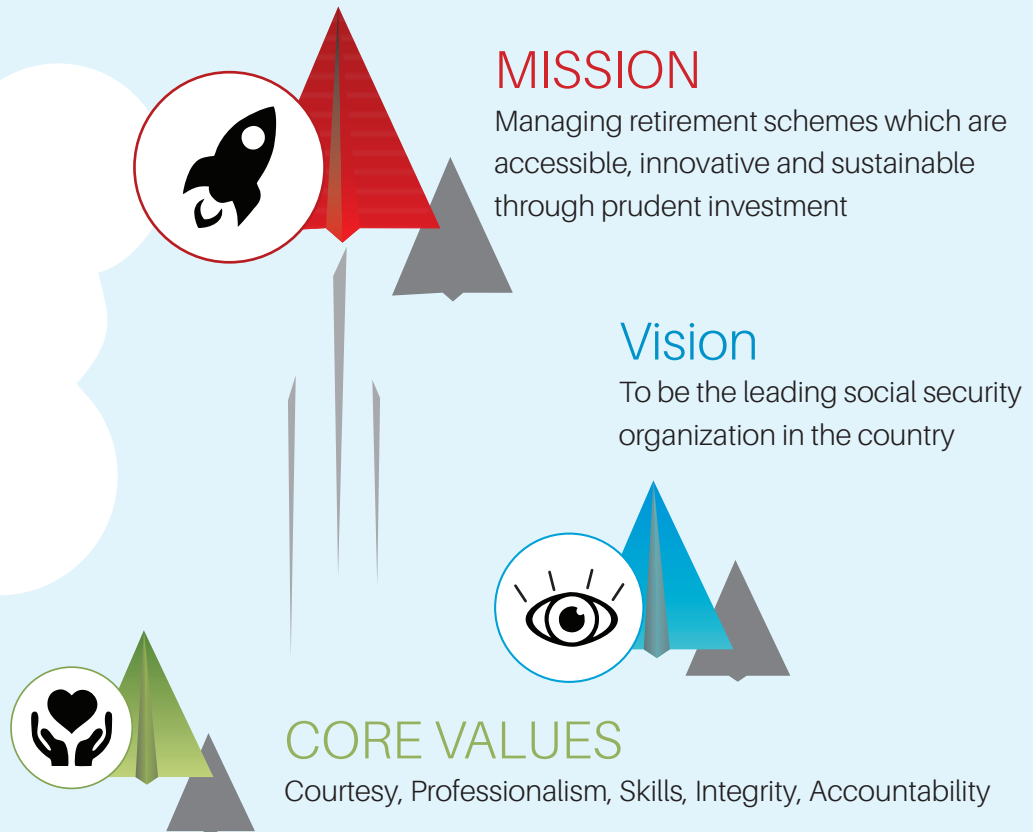 MISSION
Managing retirement schemes which are
accessible, innovative and sustainable
through prudent investment
Vision
To be the leading social security
organization in the country
CORE VALUES
Courtesy, Professionalism, Skills, Integrity, Accountability